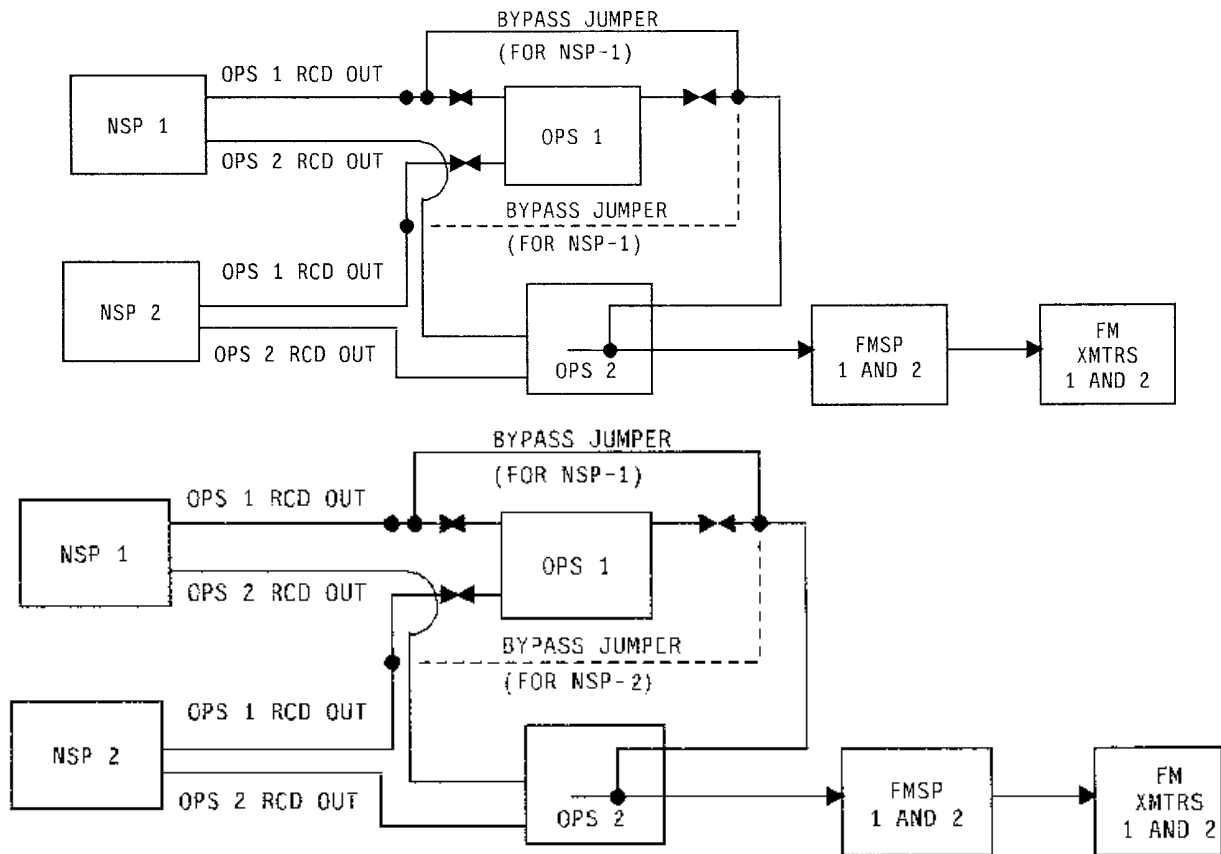 BYPASS JUMPER
(FOR NSP-1)
OPS 1 RCD OUT
NSP 1
OPS 1
OPS 2 RCD OUT
BYPASS JUMPER
(FOR NSP-1)
OPS 1 RCD OUT
NSP 2
OPS 2 RCD OUT
OPS 2
FMSP
1 AND 2
FM
XMTRS
1 AND 2
BYPASS JUMPER
(FOR NSP-1)
OPS 1 RCD OUT
NSP 1
OPS 1
OPS 2 RCD OUT
BYPASS JUMPER
(FOR NSP-2)
OPS 1 RCD OUT
NSP 2
OPS 2 RCD OUT
OPS 2
FMSP
1 AND 2
FM
XMTRS
1 AND 2